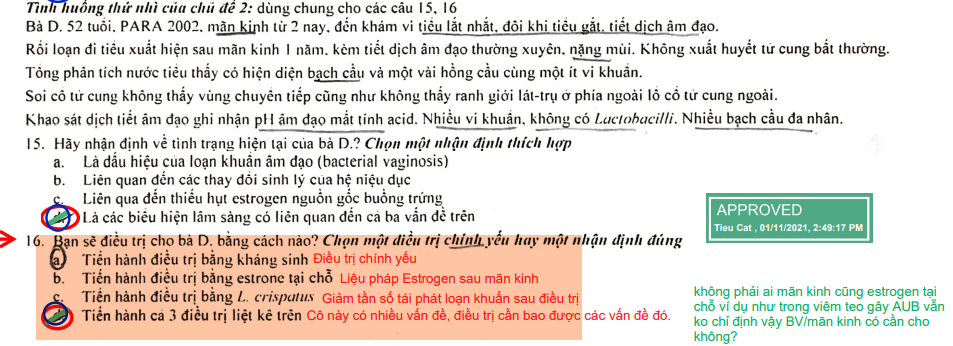 Tình huống thứ nhì của chủ đề 2: dùng chung cho các câu 15, 16
Bà D. 52 tuổi, PARA 2002, mãn kinh từ 2 nay, đến khám vì tiểu lắt nhắt, đôi khi tiểu gắt, tiết dịch âm đạo.
Rối loạn đi tiểu xuất hiện sau mãn kinh 1 năm, kèm tiết dịch âm đạo thường xuyên, nặng mùi. Không xuất huyết tử cung bất thường.
Tổng phân tích nước tiểu thấy có hiện diện bạch cầu và một vài hồng cầu cùng một ít vi khuẩn.
Soi cổ tử cung không thấy vùng chuyển tiếp cũng như không thấy ranh giới lát-trụ ở phía ngoài lỗ cổ tử cung ngoài.
Khảo sát dịch tiết âm đạo ghi nhận pH âm đạo mất tính acid. Nhiều vi khuẩn, không có Lactobacilli. Nhiều bạch cầu đa nhân.
15. Hãy nhận định về tình trạng hiện tại của bà D.? Chọn một nhận định thích hợp
a. Là dấu hiệu của loạn khuẩn âm đạo (bacterial vaginosis)
b. Liên quan đến các thay đổi sinh lý của hệ niệu dục
c. Liên qua đến thiếu hụt estrogen nguồn gốc buồng trứng
Là các biểu hiện lâm sàng có liên quan đến cả ba vấn đề trên
16. Bạn sẽ điều trị cho bà D. bằng cách nào? Chọn một điều trị chính yếu hay một nhận định đúng
a. Tiến hành điều trị bằng kháng sinh Điều trị chính yếu
b. Tiến hành điều trị bằng estrone tại chỗ Liệu pháp Estrogen sau mãn kinh
c. Tiến hành điều trị bằng L. crispatus Giảm tần số tái phát loạn khuẩn sau điều trị
Tiến hành cả 3 điều trị liệt kê trên Cô này có nhiều vấn đề, điều trị cần bao được các vấn đề đó.
APPROVED
Tieu Cat , 01/11/2021, 2:49:17 PM
không phải ai mãn kinh cũng estrogen tại
chỗ ví dụ như trong viêm teo gây AUB vẫn
ko chỉ định vậy BV/mãn kinh có cần cho
không?